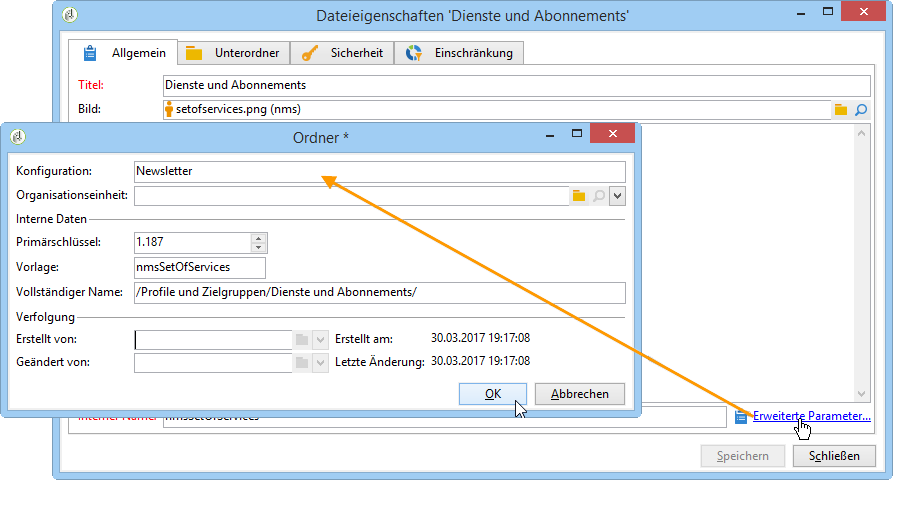 Dateieigenschaften 'Dienste und Abonnements'
Allgemein Unterordner Sicherheit Einschränkung
Titel: Dienste und Abonnements
Bild: setofservices.png (nms)
Ordner *
Konfiguration: Newsletter
Organisationseinheit:
Interne Daten
Primärschlüssel: 1.187
Vorlage: nmsSetOfServices
Vollständiger Name: /Profile und Zielgruppen/Dienste und Abonnements/
Verfolgung
Erstellt von: Erstellt am: 30.03.2017 19:17:08
Geändert von: Letzte Änderung: 30.03.2017 19:17:08
OK Abbrechen
Interner Name: nmsSetOfServices Erweiterte Parameter...
Speichern Schließen